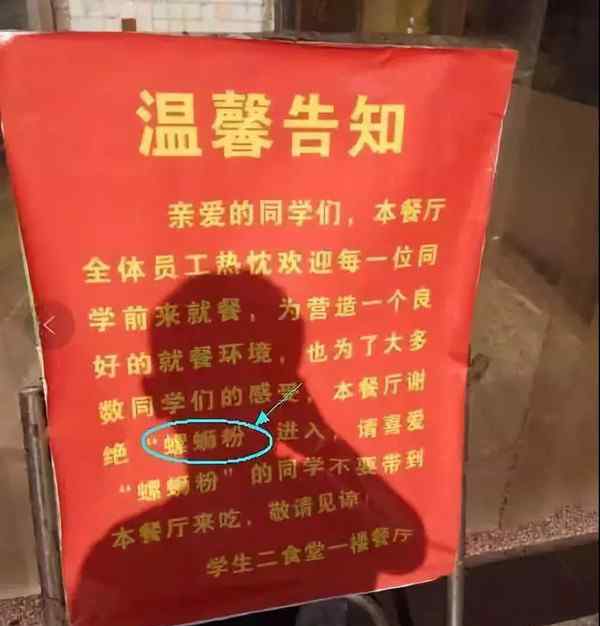 温馨告知
亲爱的同学们，本餐厅
全体员工热忱欢迎每一位同
学前来就餐，为营造一个良
好的就餐环境，也为了大多
数同学们的感受，本餐厅谢
绝“螺蛳粉”进入，请喜爱
“螺蛳粉”的同学不要带到
本餐厅来吃，敬请见谅！
学生二食堂一楼餐厅